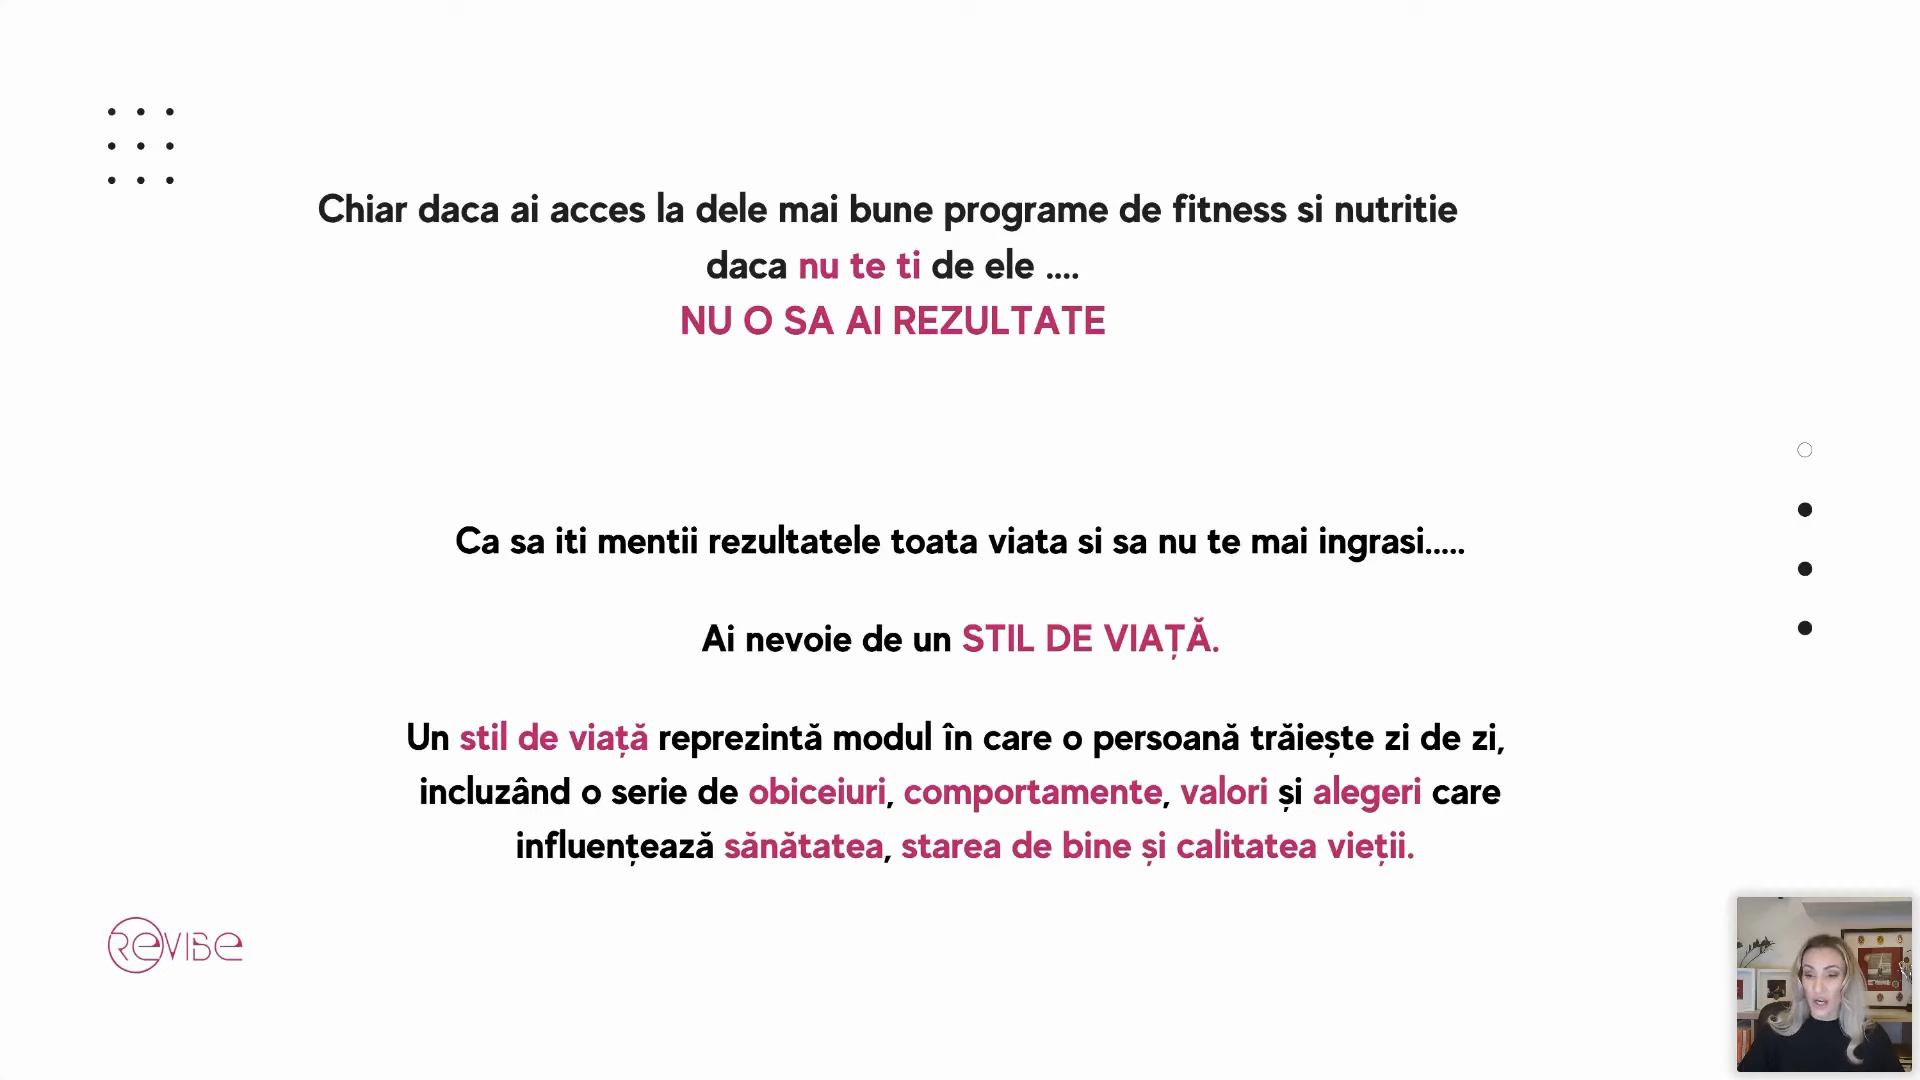 Chiar daca ai acces la dele mai bune programe de fitness si nutritie
daca nu te ti de ele ....
NU O SA AI REZULTATE
Ca sa iti mentii rezultatele toata viata si sa nu te mai ingrasi.....
Ai nevoie de un STIL DE VIAȚĂ.
Un stil de viață reprezintă modul în care o persoană trăiește zi de zi,
incluzând o serie de obiceiuri, comportamente, valori și alegeri care
influențează sănătatea, starea de bine și calitatea vieții.
REVIBE